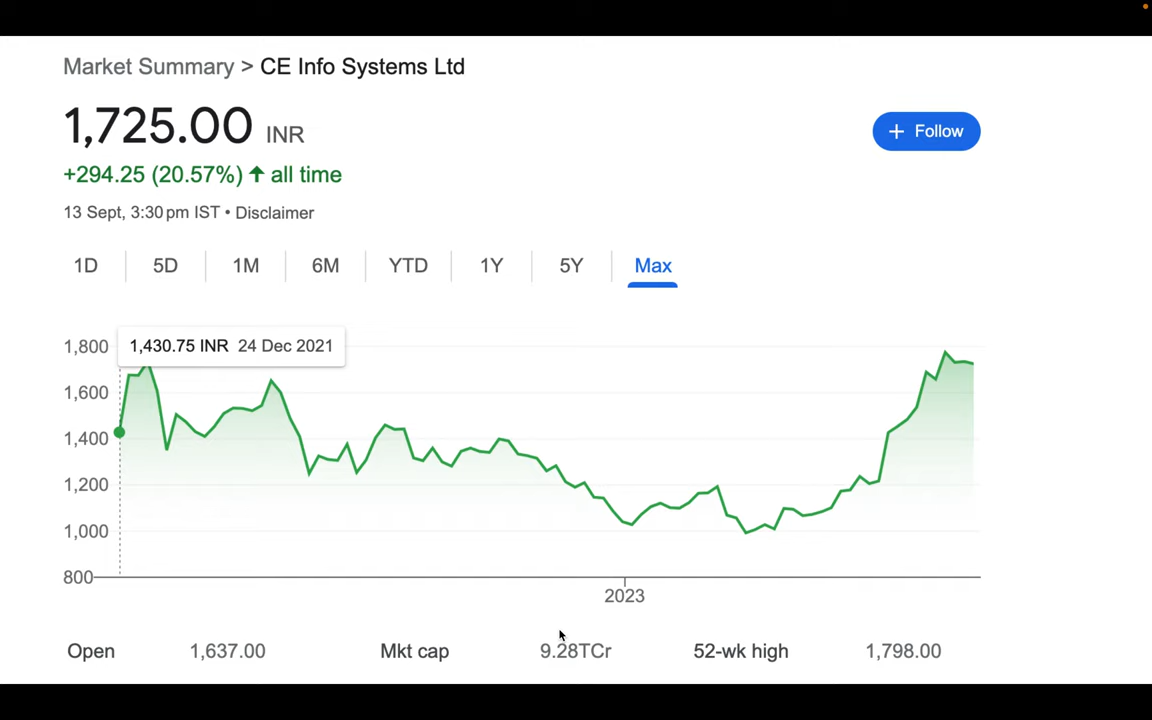 Market Summary > CE Info Systems Ltd
1,725.00 INR
+ Follow
+294.25 (20.57%) ↑ all time
13 Sept, 3:30 pm IST • Disclaimer
1D 5D 1M 6M YTD 1Y 5Y Max
1,430.75 INR 24 Dec 2021
1,800
1,600
1,400
1,200
1,000
800
2023
Open 1,637.00 Mkt cap 9.28TCr 52-wk high 1,798.00